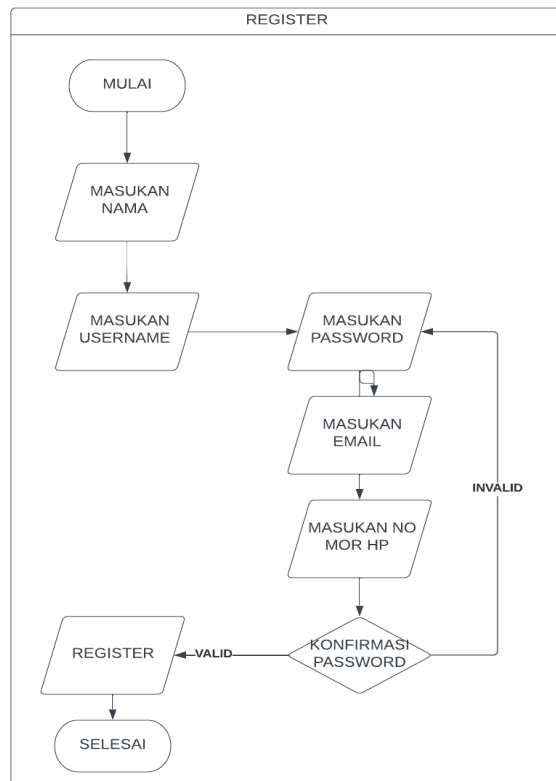 REGISTER
MULAI
MASUKAN
NAMA
MASUKAN
USERNAME
MASUKAN
PASSWORD
MASUKAN
EMAIL
INVALID
MASUKAN NO
MOR HP
KONFIRMASI
PASSWORD
VALID
REGISTER
SELESAI